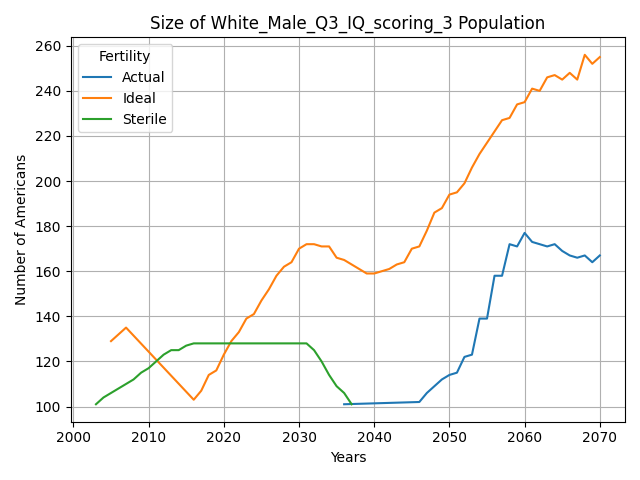 Size of White_Male_Q3_IQ_scoring_3 Population
Number of Americans
260
240
220
200
180
160
140
120
100
Fertility
Actual
Ideal
Sterile
2000 2010 2020 2030 2040 2050 2060 2070
Years